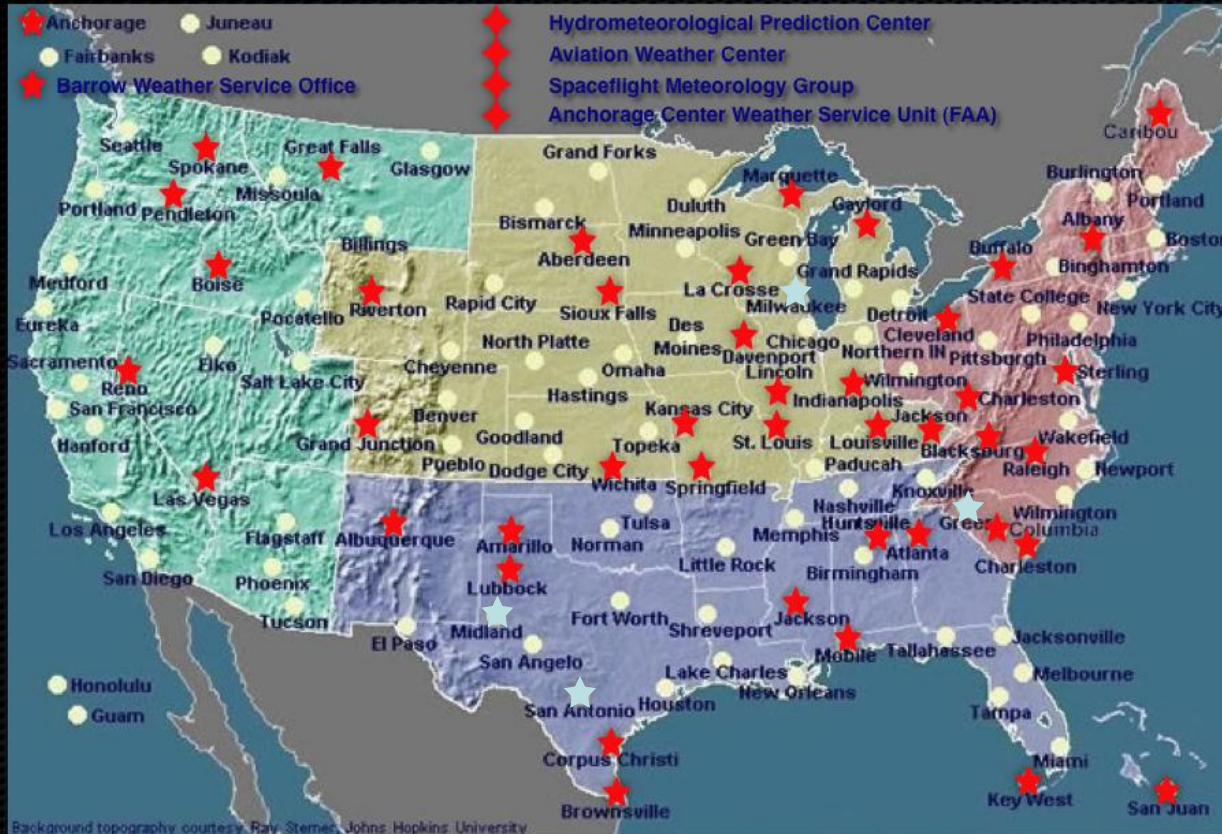 Anchorage
Juneau
Fairbanks
Kodiak
Barrow Weather Service Office
Hydrometeorological Prediction Center
Aviation Weather Center
Spaceflight Meteorology Group
Anchorage Center Weather Service Unit (FAA)
Seattle
Spokane
Great Falls
Glasgow
Grand Forks
Marquette
Caribou
Portland
Pendleton
Missoula
Burlington
Portland
Duluth
Gaylord
Albany
Bismarck
Minneapolis
Green Bay
Buffalo
Boston
Billings
Aberdeen
Binghamton
Medford
Boise
Grand Rapids
La Crosse
Rapid City
Milwaukee
State College
New York City
Eureka
Pocatello
Riverton
Sioux Falls
Detroit
Cleveland
Philadelphia
Des
Moines
North Platte
Chicago
Davenport
Northern IN
Pittsburgh
Sacramento
Reno
Elko
Salt Lake City
Cheyenne
Omaha
Lincoln
Wilmington
Sterling
San Francisco
Hastings
Indianapolis
Charleston
Hanford
Grand Junction
Denver
Goodland
Kansas City
Topeka
St. Louis
Louisville
Jackson
Blacksburg
Wakefield
Pueblo
Dodge City
Wichita
Springfield
Paducah
Raleigh
Newport
Las Vegas
Knoxville
Nashville
Wilmington
Los Angeles
Flagstaff
Albuquerque
Amarillo
Tulsa
Norman
Memphis
Huntsville
Greer
Columbia
Atlanta
San Diego
Phoenix
Lubbock
Little Rock
Birmingham
Charleston
Tucson
Fort Worth
Jackson
Midland
Shreveport
El Paso
San Angelo
Mobile
Tallahassee
Jacksonville
Lake Charles
New Orleans
Melbourne
Honolulu
Guam
San Antonio
Houston
Tampa
Corpus Christi
Miami
Brownsville
Key West
San Juan
Background topography courtesy Ray Sterner, Johns Hopkins University